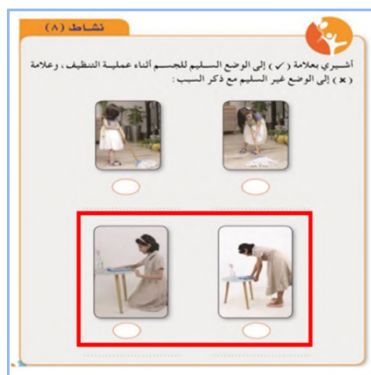 نشاط (٨)
أشيري بعلامة (✓) إلى الوضع السليم للجسم أثناء عملية التنظيف، وعلامة
(×) إلى الوضع غير السليم مع ذكر السبب: